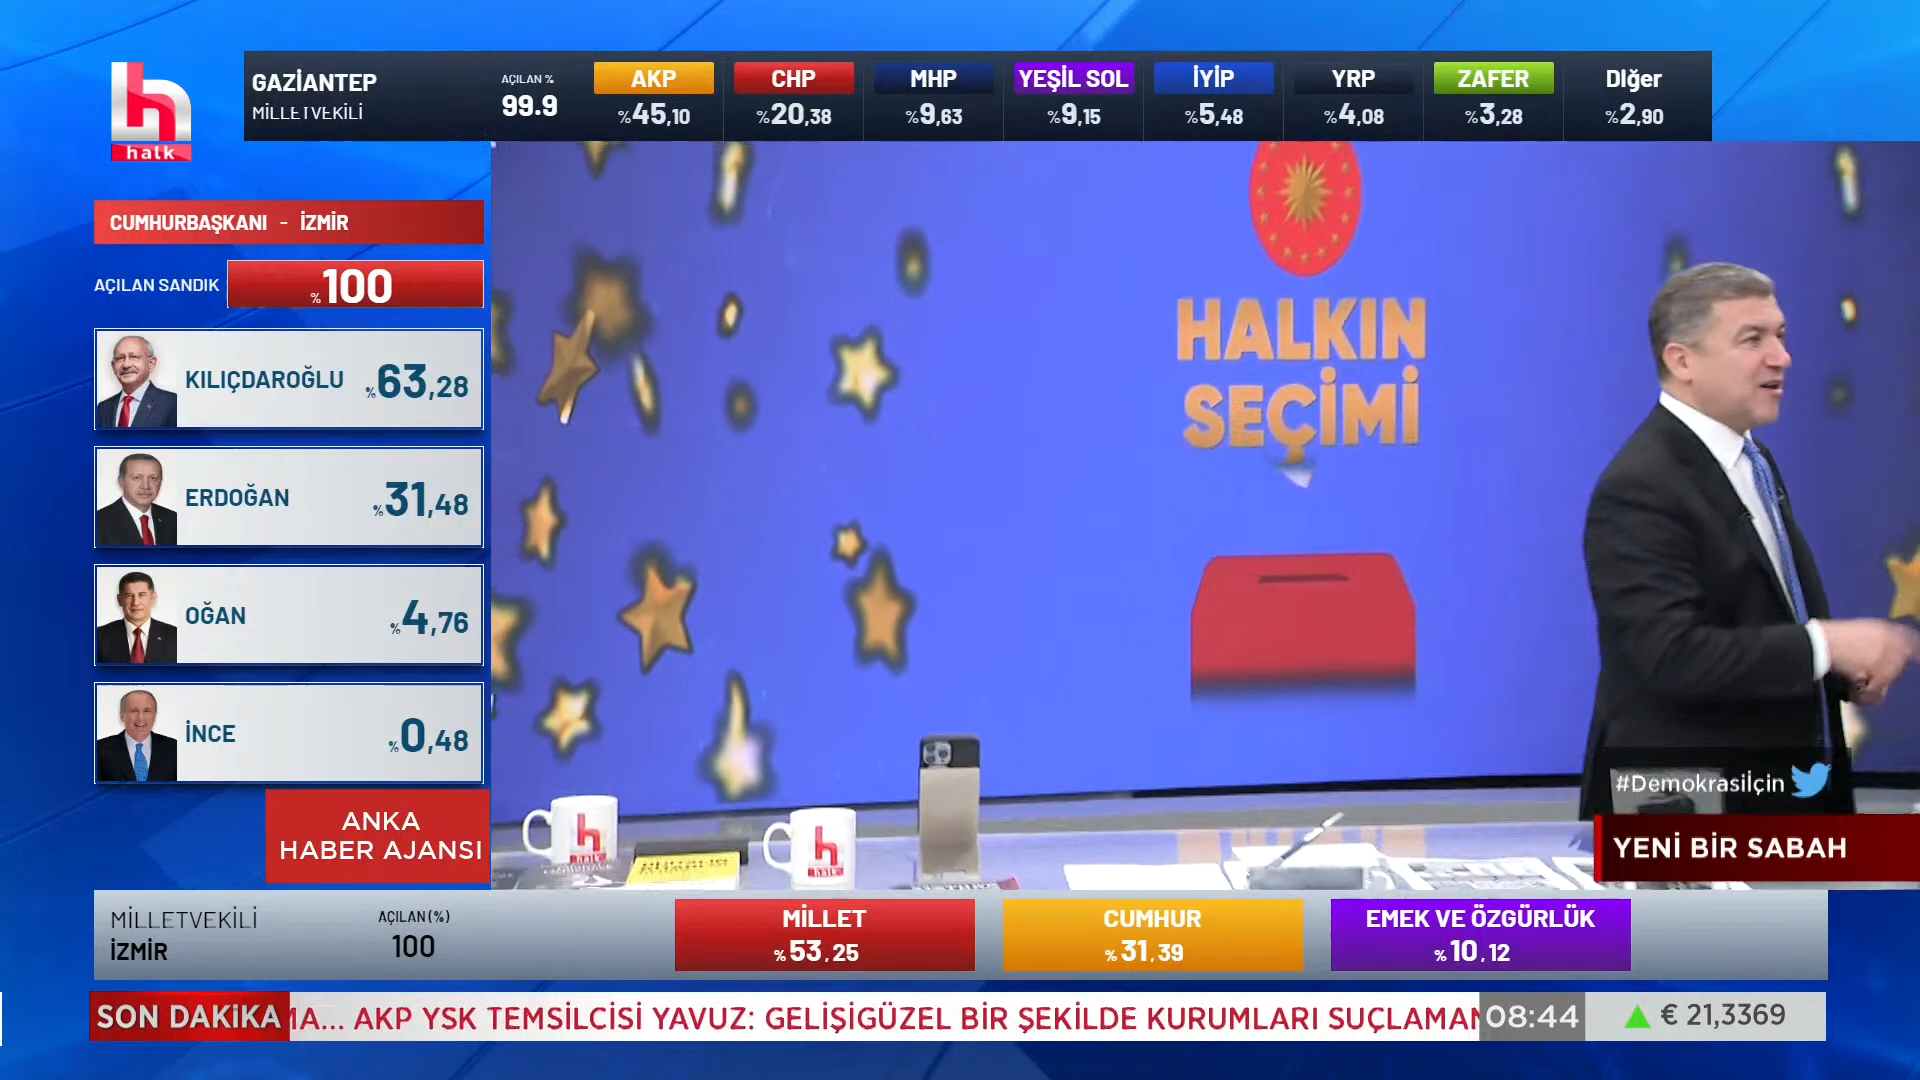 halk
GAZİANTEP
MİLLETVEKİLİ
AÇILAN %
99.9
AKP
%45,10
CHP
%20,38
MHP
%9,63
YEŞİL SOL
%9,15
İYİP
%5,48
YRP
%4,08
ZAFER
%3,28
DIğer
%2,90
CUMHURBAŞKANI - İZMİR
AÇILAN SANDIK %100
KILIÇDAROĞLU %63,28
ERDOĞAN %31,48
OĞAN %4,76
İNCE %0,48
ANKA
HABER AJANSI
HALKIN
SEÇİMİ
halk
halk
#Demokrasiİçin
YENİ BİR SABAH
MİLLETVEKİLİ
İZMİR
AÇILAN(%)
100
MİLLET
%53,25
CUMHUR
%31,39
EMEK VE ÖZGÜRLÜK
%10,12
SON DAKİKA
MA... AKP YSK TEMSİLCİSİ YAVUZ: GELİŞİGÜZEL BİR ŞEKİLDE KURUMLARI SUÇLAMAN
08:44
€ 21,3369